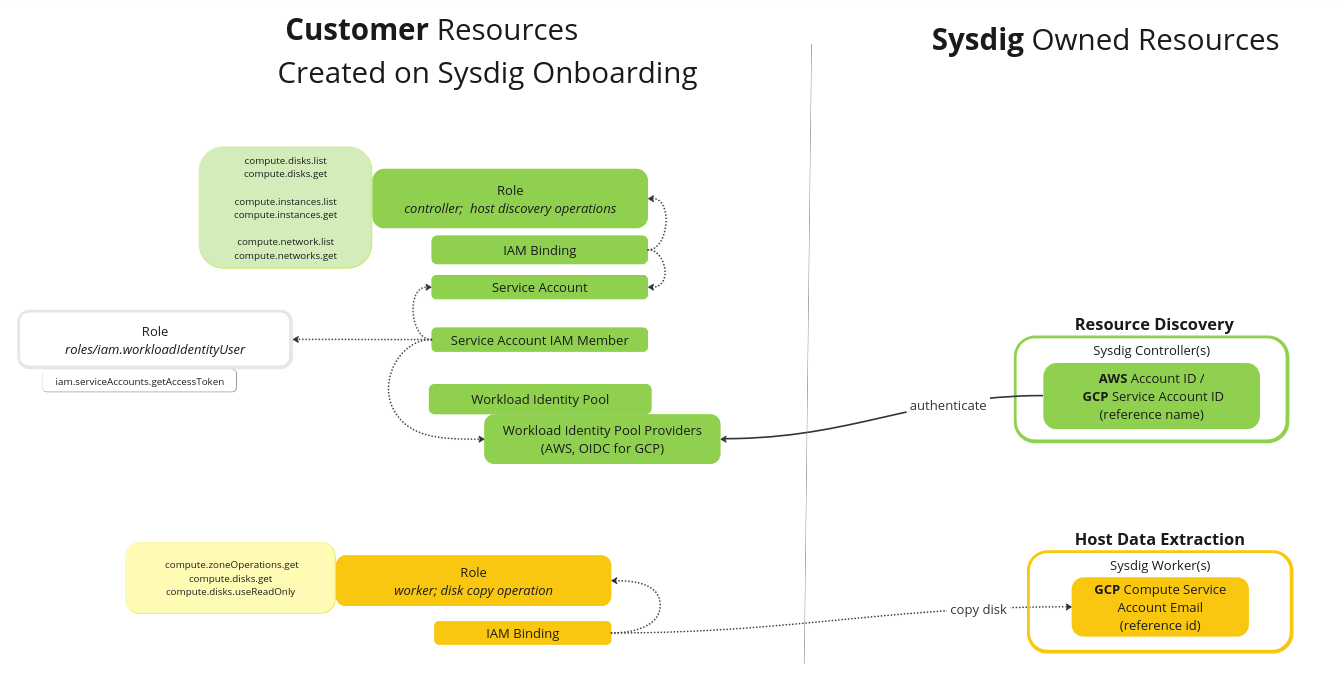 Customer Resources
Created on Sysdig Onboarding
Sysdig Owned Resources
compute.disks.list
compute.disks.get
compute.instances.list
compute.instances.get
compute.network.list
compute.networks.get
Role
controller;  host discovery operations
IAM Binding
Service Account
Role
roles/iam.workloadIdentityUser
iam.serviceAccounts.getAccessToken
Service Account IAM Member
Workload Identity Pool
Workload Identity Pool Providers
(AWS, OIDC for GCP)
authenticate
Resource Discovery
Sysdig Controller(s)
AWS Account ID /
GCP Service Account ID
(reference name)
compute.zoneOperations.get
compute.disks.get
compute.disks.useReadOnly
Role
worker; disk copy operation
IAM Binding
copy disk
Host Data Extraction
Sysdig Worker(s)
GCP Compute Service
Account Email
(reference id)